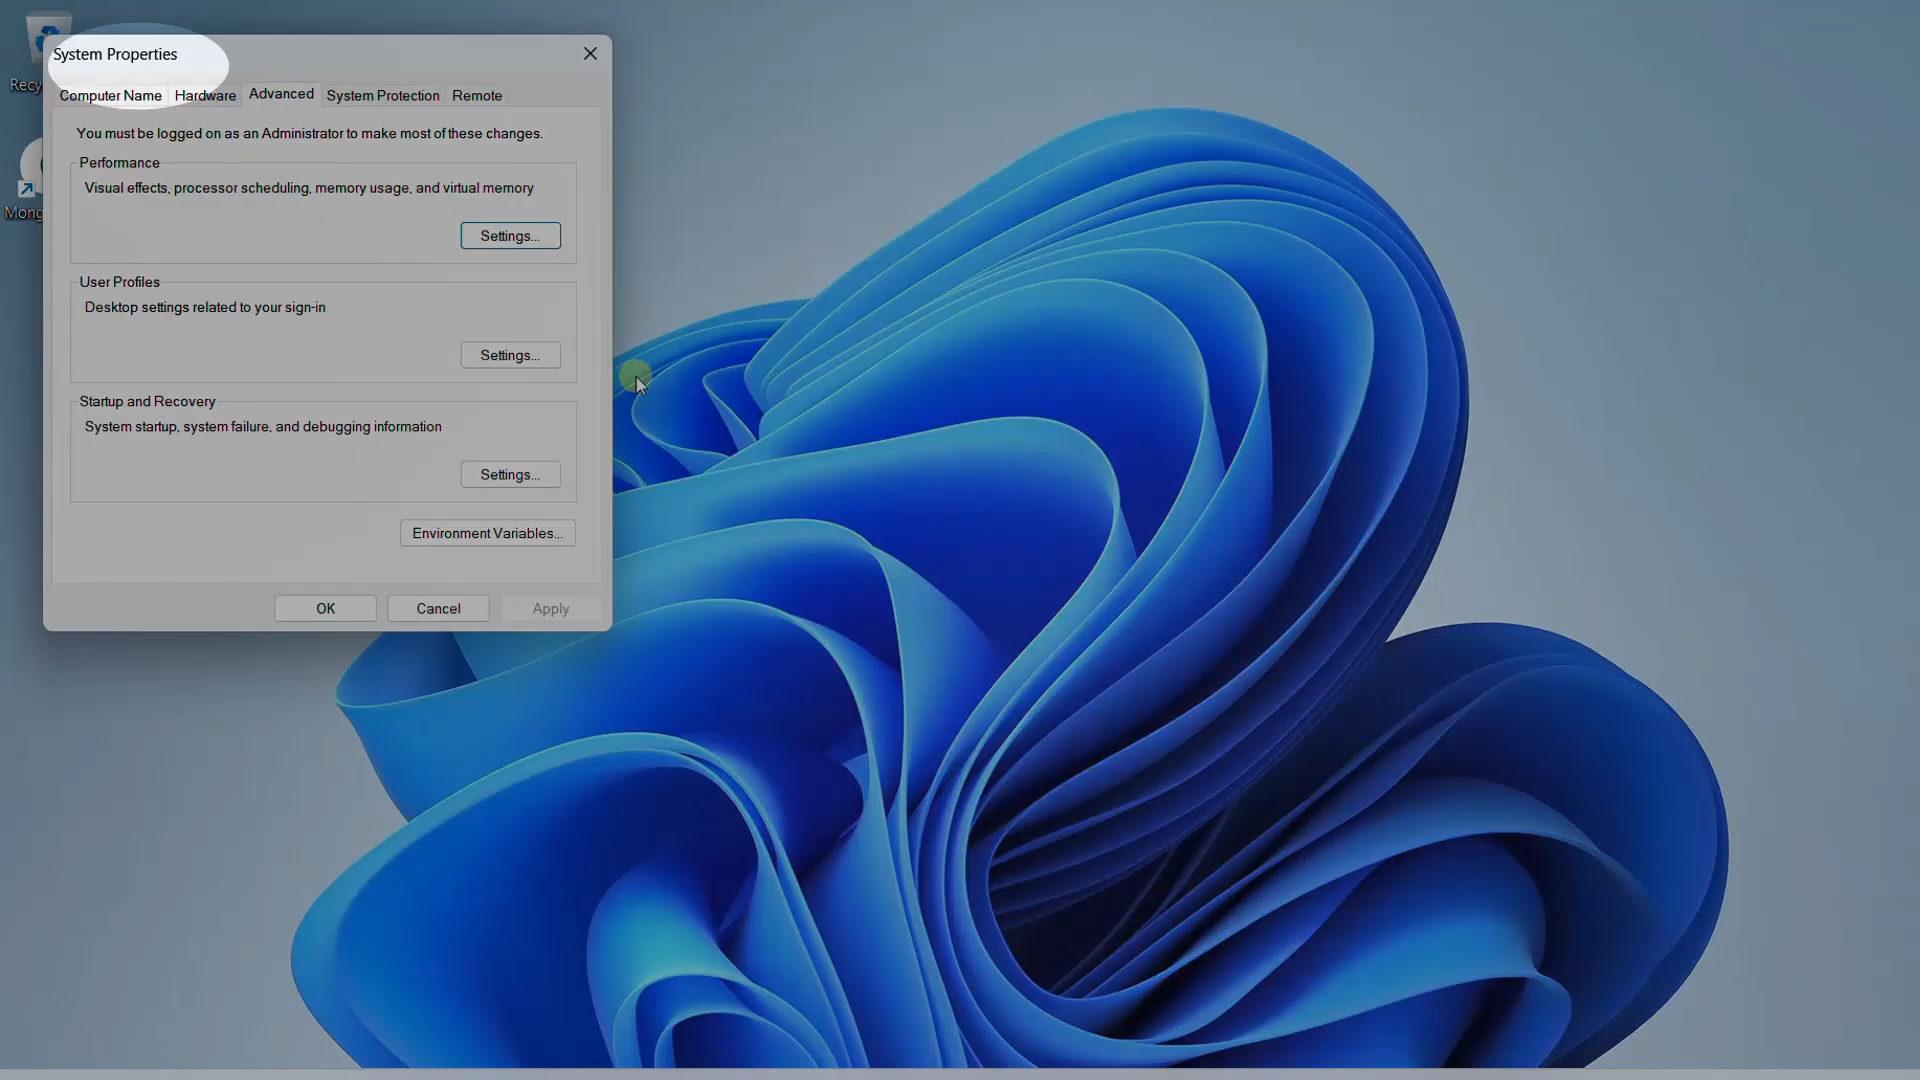 System Properties
Computer Name Hardware Advanced System Protection Remote
You must be logged on as an Administrator to make most of these changes.
Performance
Visual effects, processor scheduling, memory usage, and virtual memory
Settings...
User Profiles
Desktop settings related to your sign-in
Settings...
Startup and Recovery
System startup, system failure, and debugging information
Settings...
Environment Variables...
OK Cancel Apply
Recy
Mong